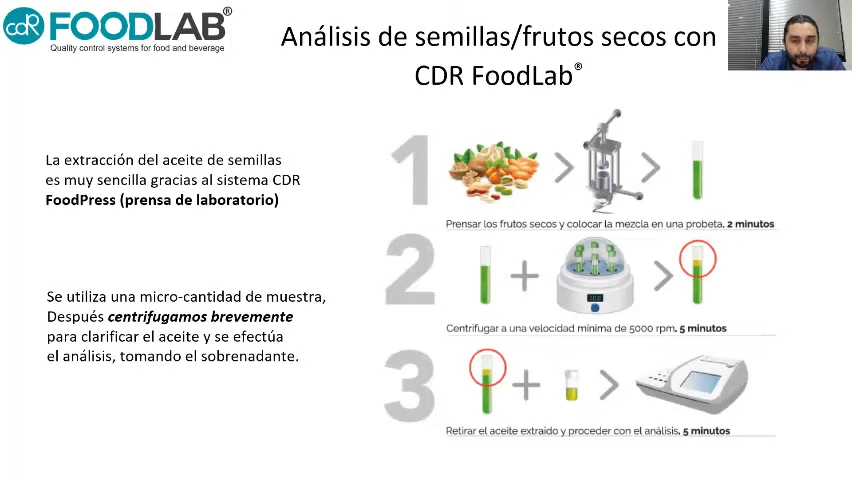 cdR FOODLAB®
Quality control systems for food and beverage
Análisis de semillas/frutos secos con
CDR FoodLab®
La extracción del aceite de semillas
es muy sencilla gracias al sistema CDR
FoodPress (prensa de laboratorio)
1
Prensar los frutos secos y colocar la mezcla en una probeta. 2 minutos
Se utiliza una micro-cantidad de muestra,
Después centrifugamos brevemente
para clarificar el aceite y se efectúa
el análisis, tomando el sobrenadante.
2
Centrifugar a una velocidad mínima de 5000 rpm. 5 minutos
3
Retirar el aceite extraido y proceder con el análisis. 5 minutos